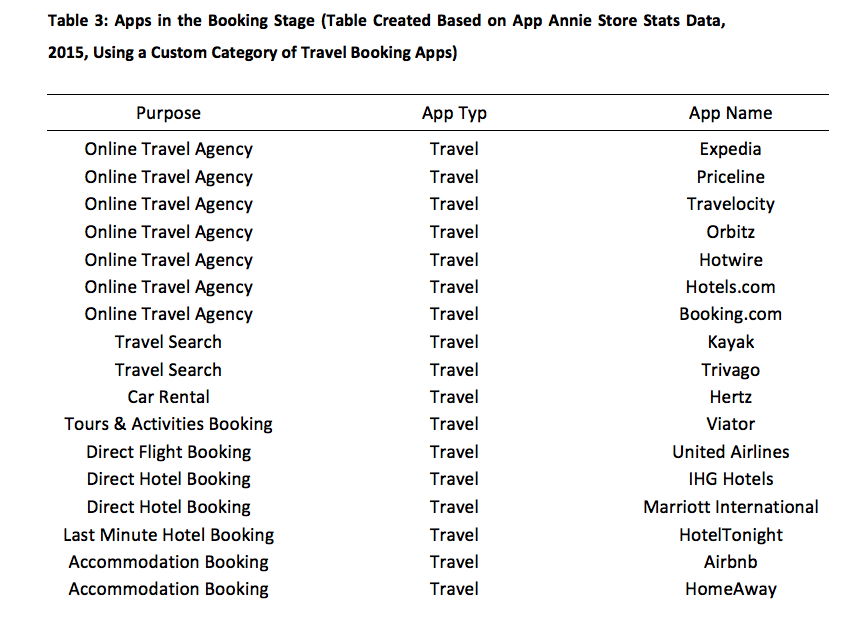 Table 3: Apps in the Booking Stage (Table Created Based on App Annie Store Stats Data,
2015, Using a Custom Category of Travel Booking Apps)
Purpose App Typ App Name
Online Travel Agency Travel Expedia
Online Travel Agency Travel Priceline
Online Travel Agency Travel Travelocity
Online Travel Agency Travel Orbitz
Online Travel Agency Travel Hotwire
Online Travel Agency Travel Hotels.com
Online Travel Agency Travel Booking.com
Travel Search Travel Kayak
Travel Search Travel Trivago
Car Rental Travel Hertz
Tours & Activities Booking Travel Viator
Direct Flight Booking Travel United Airlines
Direct Hotel Booking Travel IHG Hotels
Direct Hotel Booking Travel Marriott International
Last Minute Hotel Booking Travel HotelTonight
Accommodation Booking Travel Airbnb
Accommodation Booking Travel HomeAway